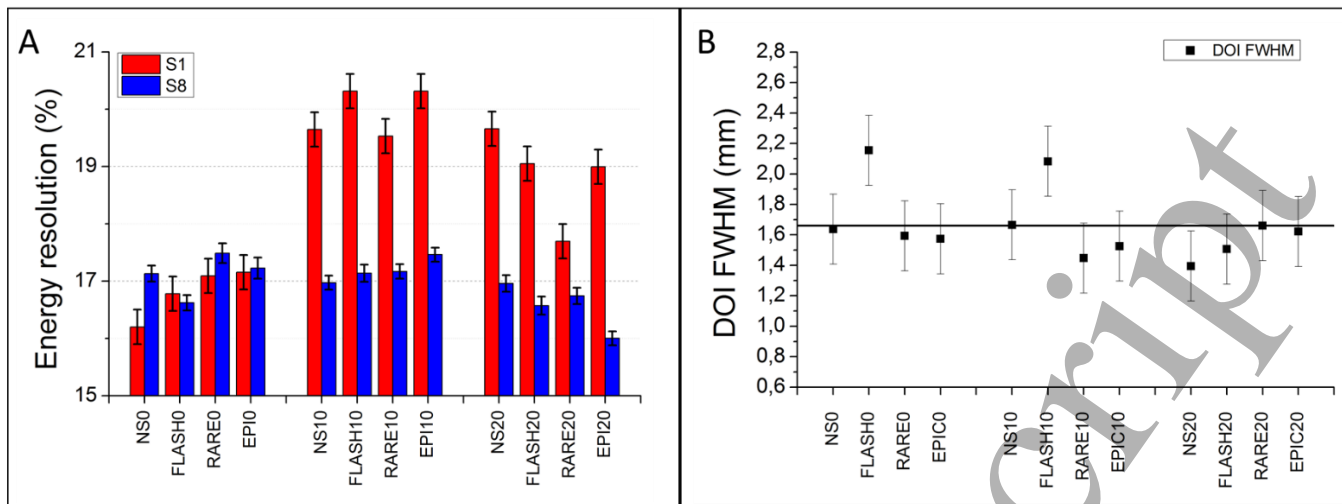 A
Energy resolution (%)
21
19
17
15
S1
S8
NS0
FLASH0
RARE0
EPI0
NS10
FLASH10
RARE10
EPI10
NS20
FLASH20
RARE20
EPI20
B
DOI FWHM (mm)
2,8
2,6
2,4
2,2
2,0
1,8
1,6
1,4
1,2
1,0
0,8
0,6
DOI FWHM
NS0
FLASH0
RARE0
EPIC0
NS10
FLASH10
RARE10
EPIC10
NS20
FLASH20
RARE20
EPIC20
cript